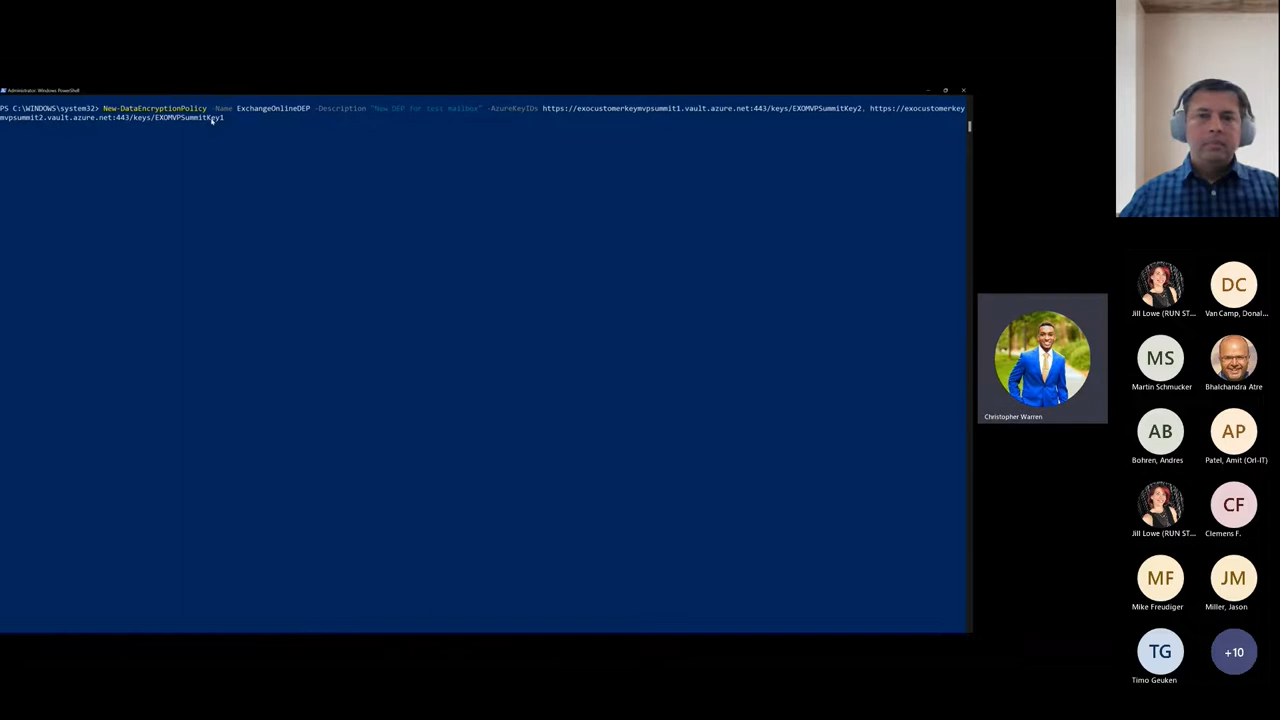 Administrator: Windows PowerShell
PS C:\WINDOWS\system32> New-DataEncryptionPolicy -Name ExchangeOnlineDEP -Description "New DEP for test mailbox" -AzureKeyIDs https://exocustomerkeymvpsummit1.vault.azure.net:443/keys/EXOMVPSummitKey2, https://exocustomerkey
mvpsummit2.vault.azure.net:443/keys/EXOMVPSummitKey1
Christopher Warren
Jill Lowe (RUN ST...
DC
Van Camp, Donal...
MS
Martin Schmucker
Bhalchandra Atre
AB
Bohren, Andres
AP
Patel, Amit (Orl-IT)
Jill Lowe (RUN ST...
CF
Clemens F.
MF
Mike Freudiger
JM
Miller, Jason
TG
Timo Geuken
+10